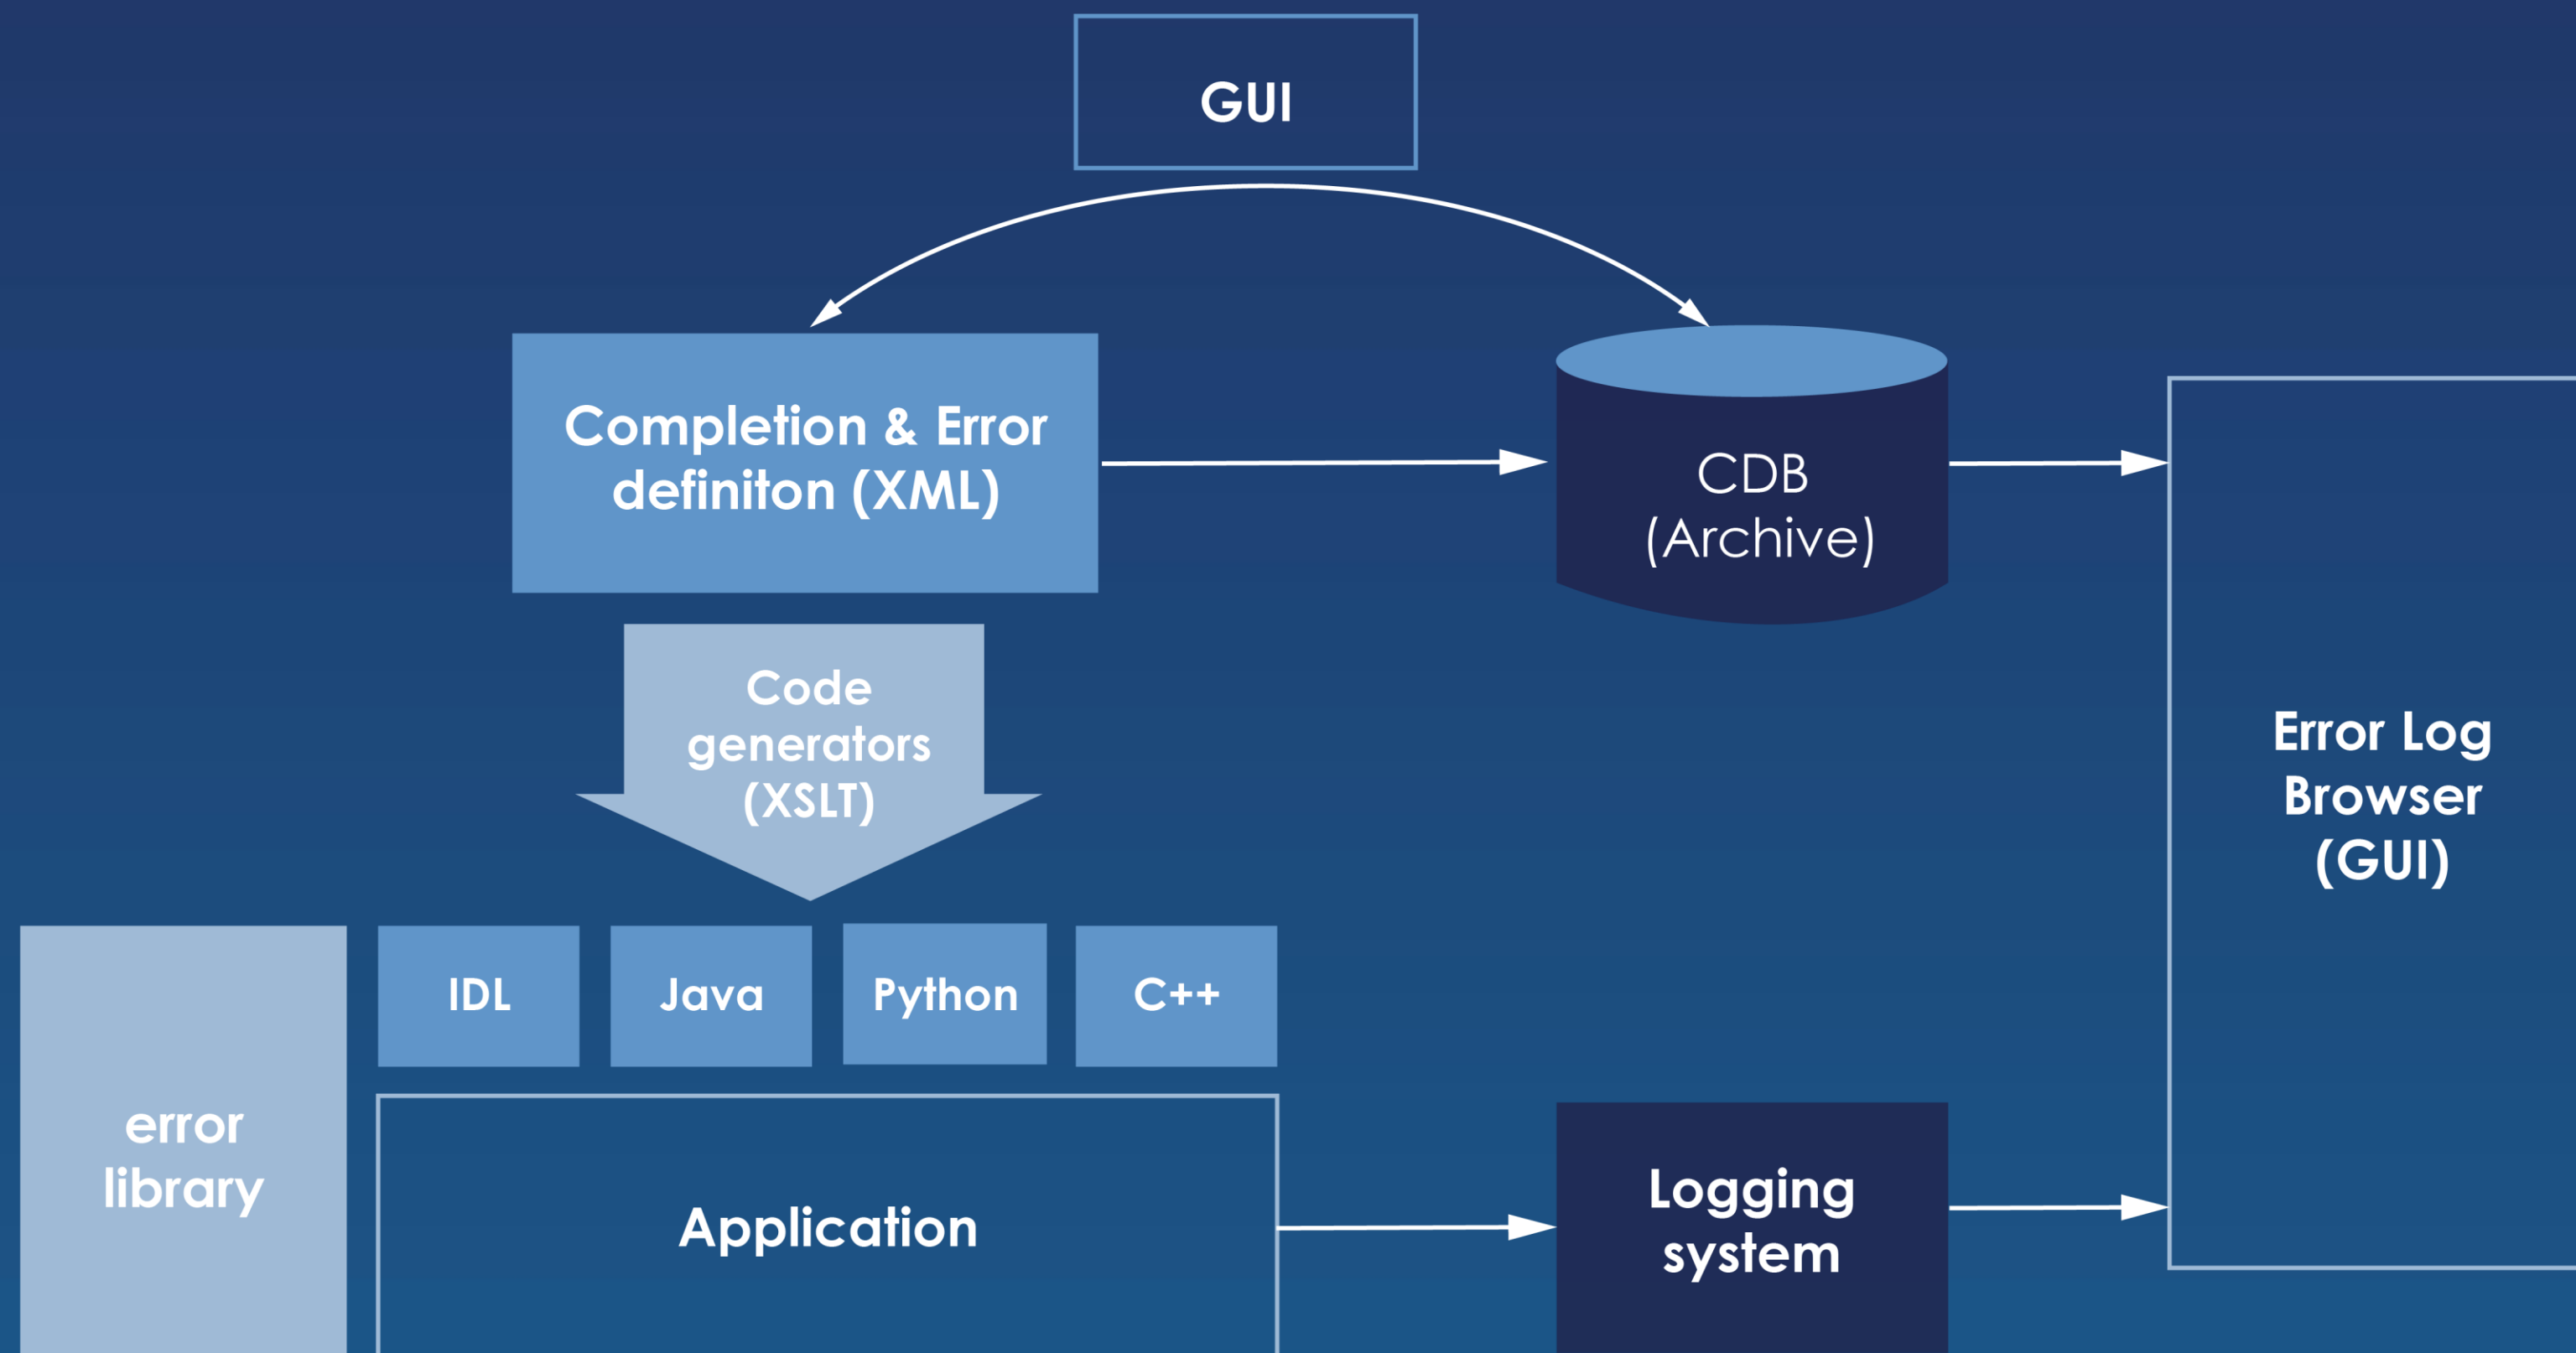 GUI
Completion & Error
definiton (XML)
CDB
(Archive)
Code
generators
(XSLT)
Error Log
Browser
(GUI)
IDL
Java
Python
C++
error
library
Application
Logging
system